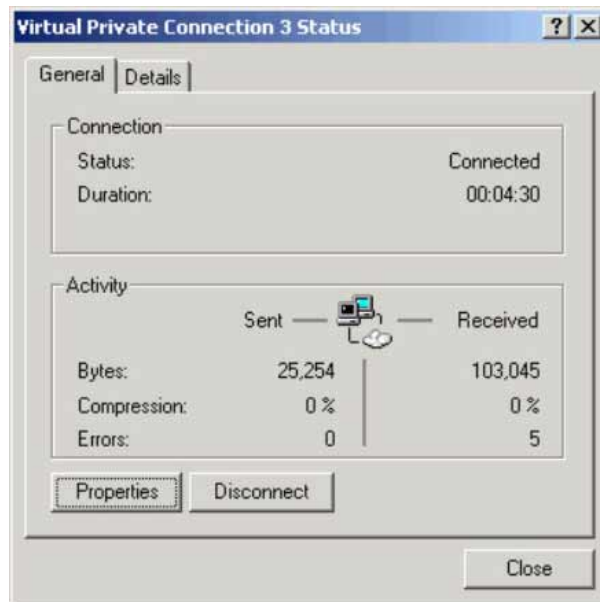 Virtual Private Connection 3 Status
General Details
Connection
Status: Connected
Duration: 00:04:30
Activity
Sent Received
Bytes: 25,254 103,045
Compression: 0 % 0 %
Errors: 0 5
Properties Disconnect
Close